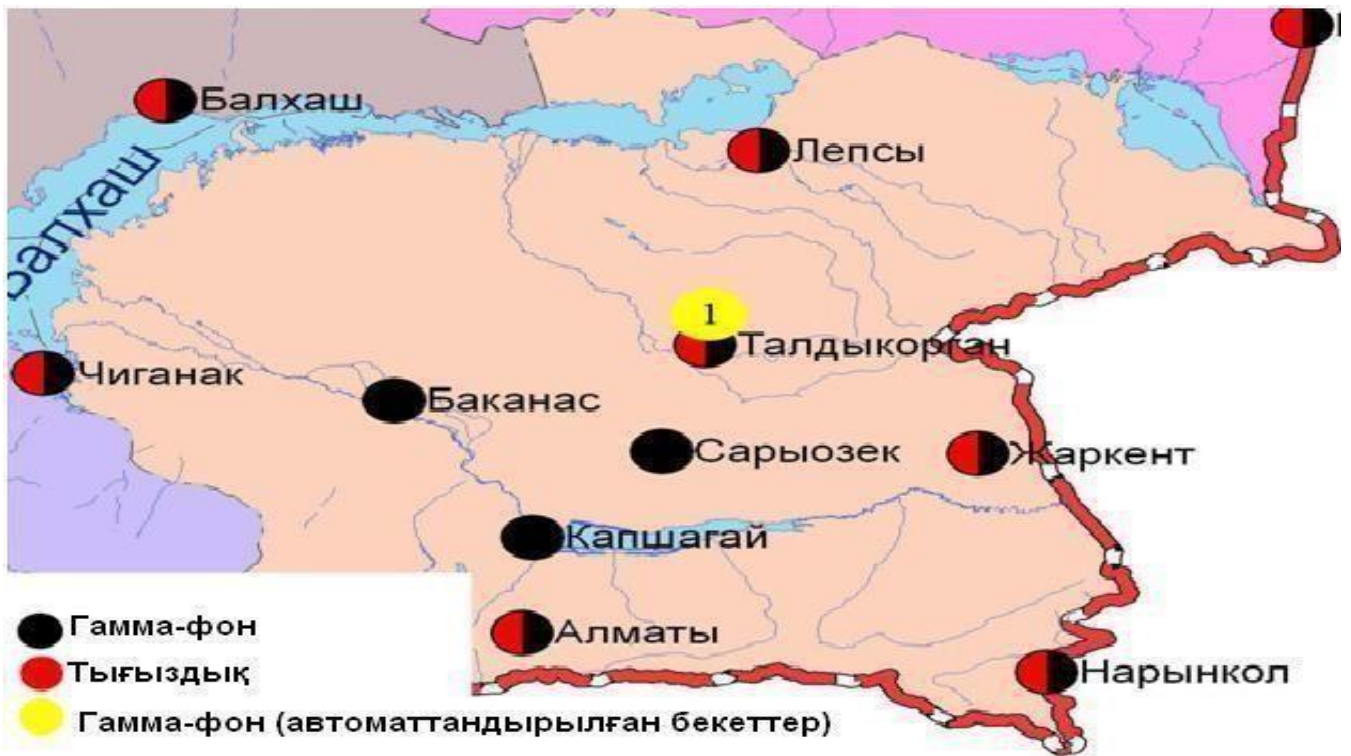 Балхаш
Лепсы
Балхаш
1
Талдыкорган
Чиганак
Баканас
Сарыозек
Жаркент
Капшагай
Алматы
Нарынкол
Гамма-фон
Тығыздық
Гамма-фон (автоматтандырылған бекеттер)